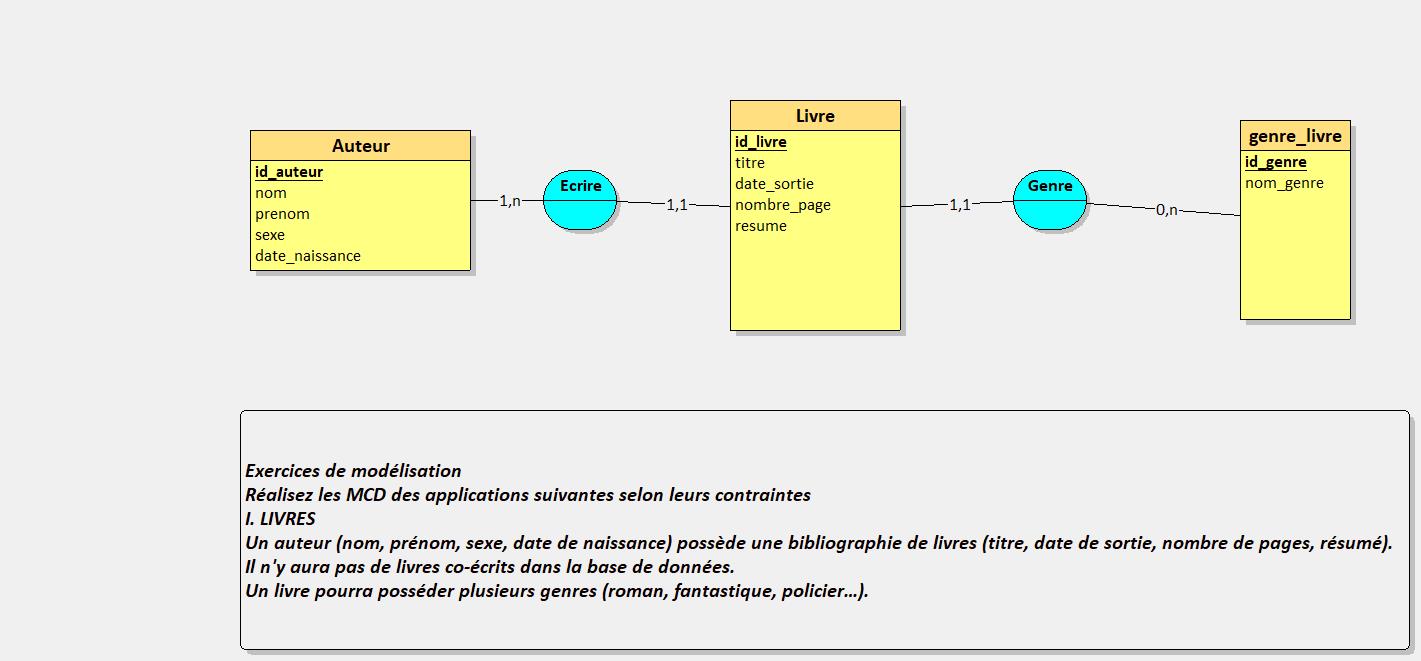 Auteur
id_auteur
nom
prenom
sexe
date_naissance
1,n
Ecrire
1,1
Livre
id_livre
titre
date_sortie
nombre_page
resume
1,1
Genre
0,n
genre_livre
id_genre
nom_genre
Exercices de modélisation
Réalisez les MCD des applications suivantes selon leurs contraintes
I. LIVRES
Un auteur (nom, prénom, sexe, date de naissance) possède une bibliographie de livres (titre, date de sortie, nombre de pages, résumé).
Il n'y aura pas de livres co-écrits dans la base de données.
Un livre pourra posséder plusieurs genres (roman, fantastique, policier...).